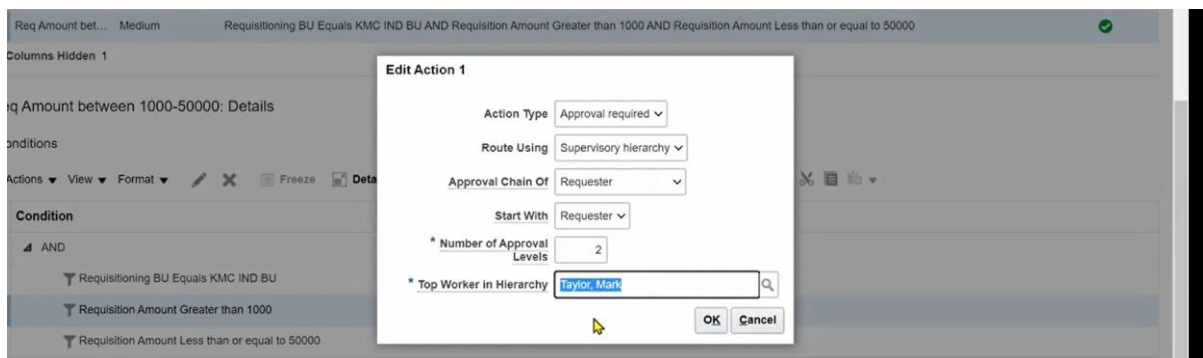 Req Amount bet... Medium Requisitioning BU Equals KMC IND BU AND Requisition Amount Greater than 1000 AND Requisition Amount Less than or equal to 50000
Columns Hidden 1
Edit Action 1
eq Amount between 1000-50000: Details
Action Type Approval required
onditions
Route Using Supervisory hierarchy
Actions View Format Freeze Deta
Approval Chain Of Requester
Condition
Start With Requester
AND
* Number of Approval
Levels 2
Requisitioning BU Equals KMC IND BU
* Top Worker in Hierarchy Taylor, Mark
Requisition Amount Greater than 1000
OK Cancel
Requisition Amount Less than or equal to 50000